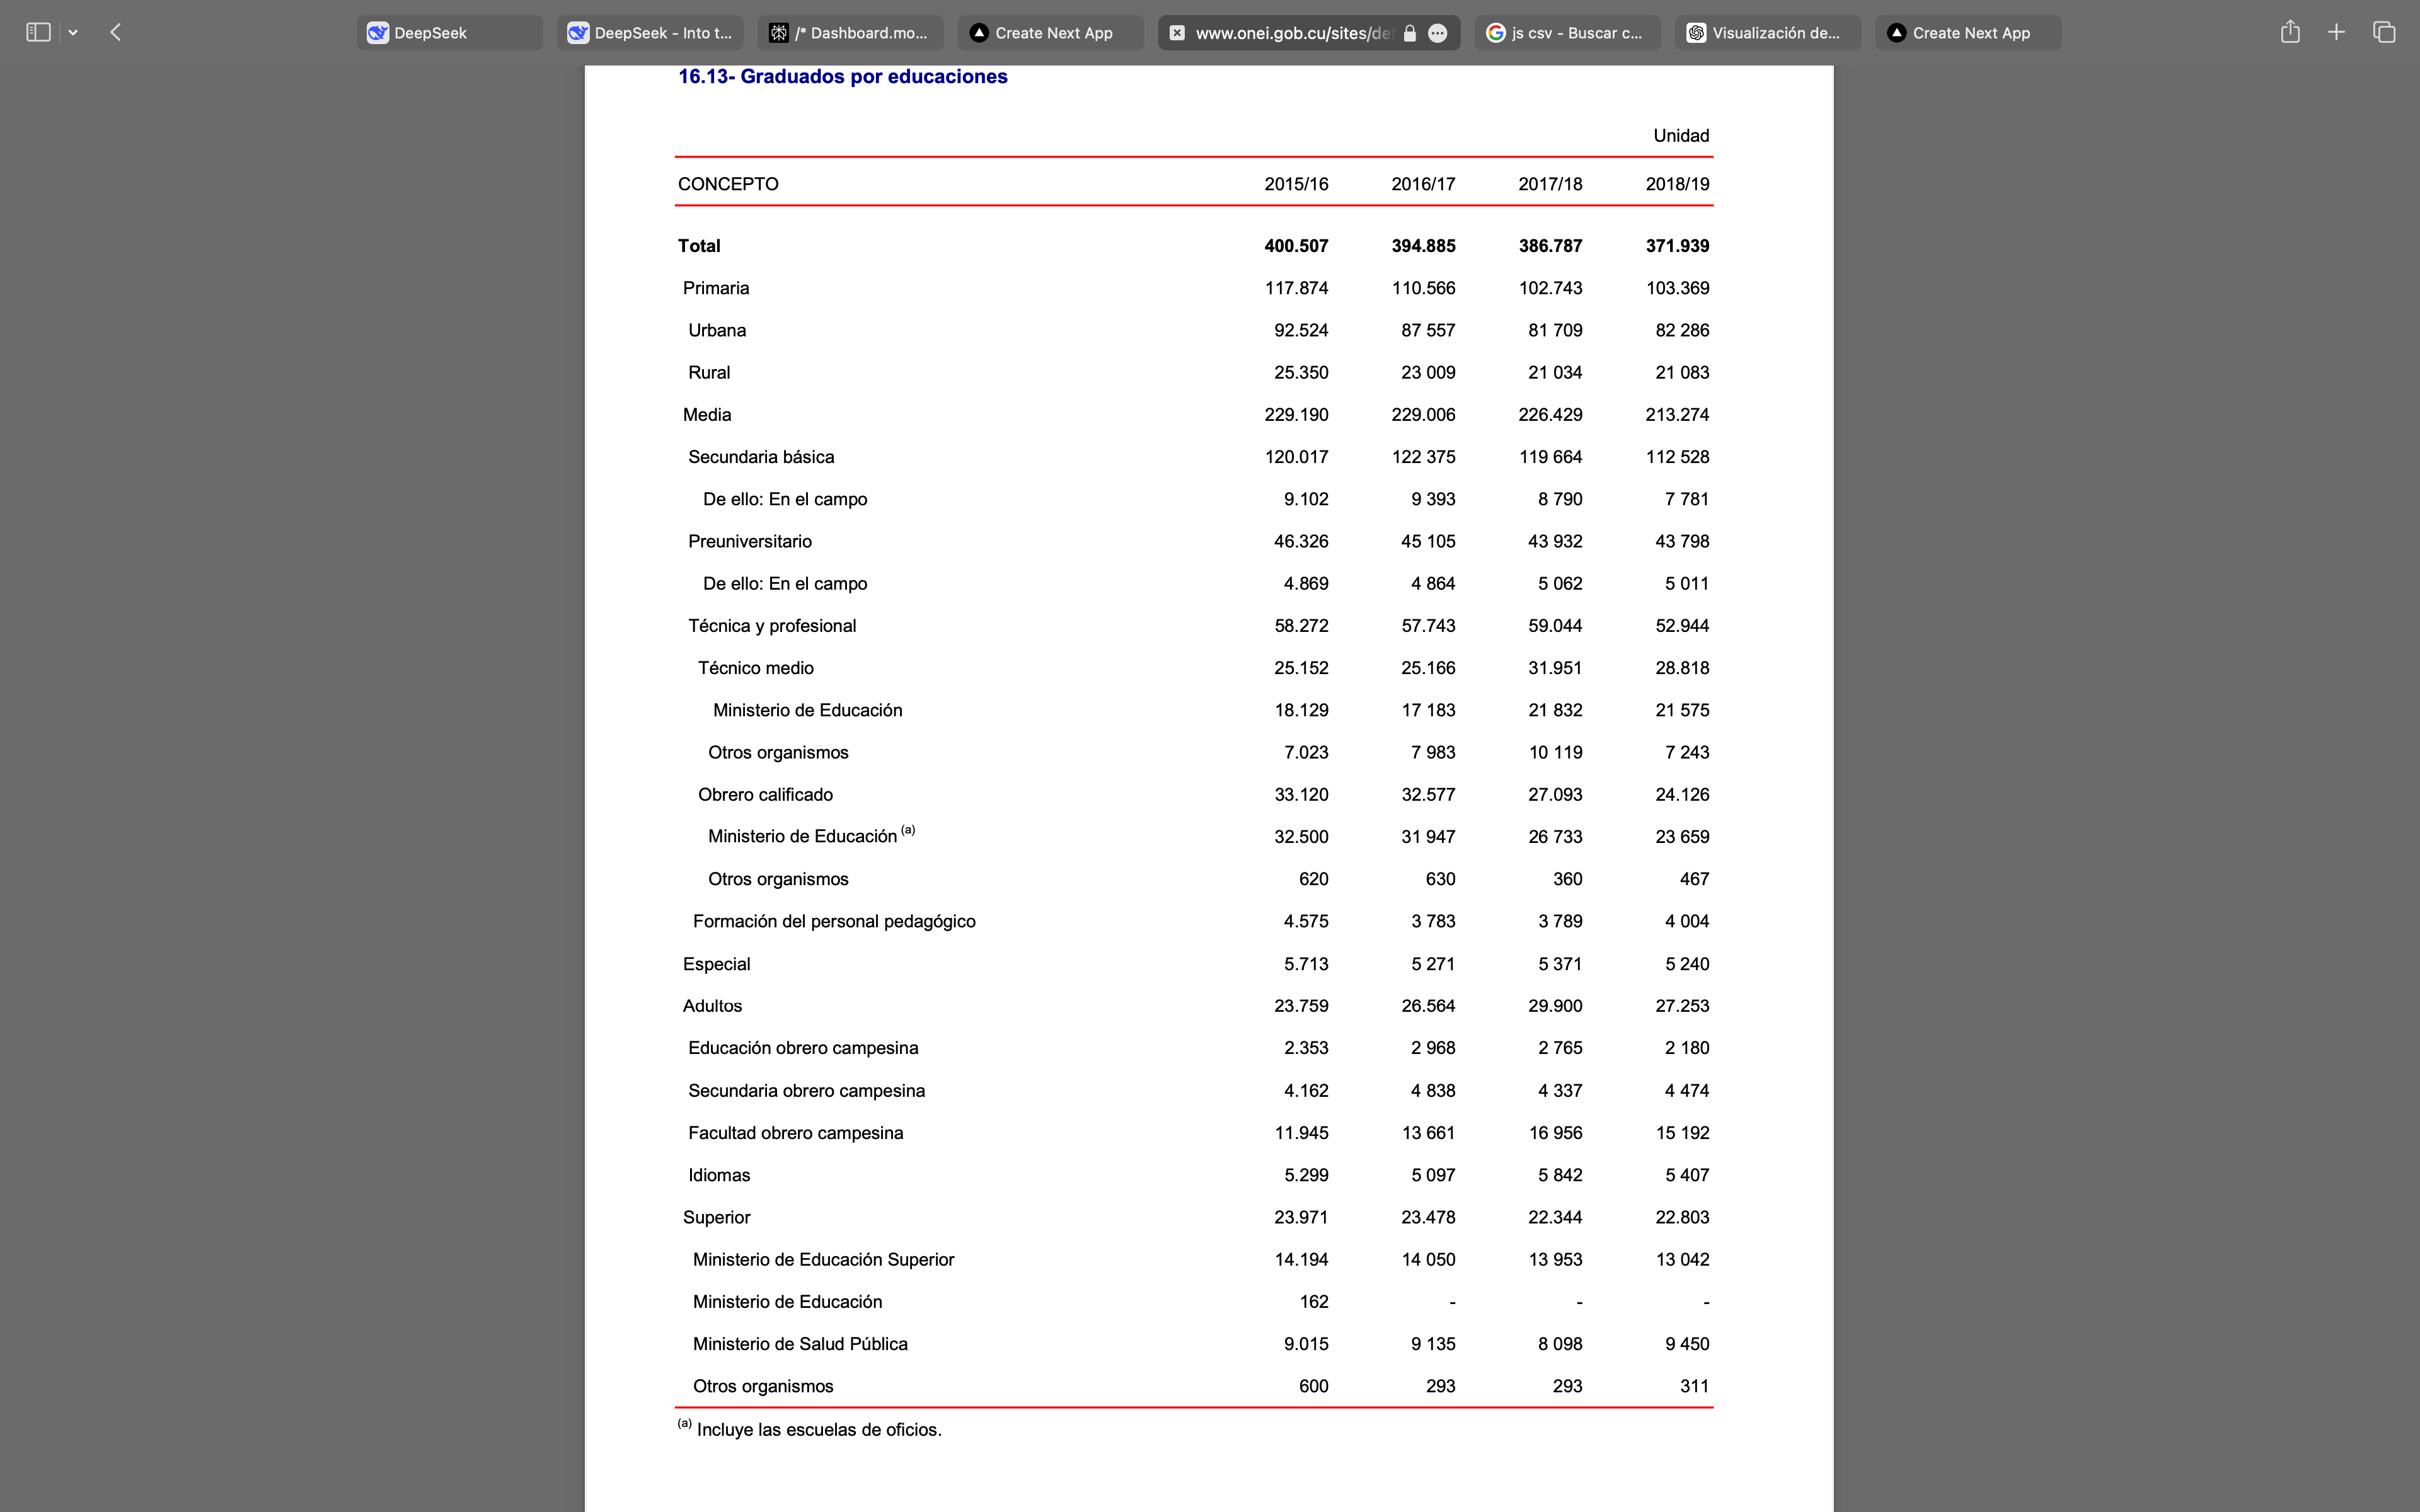 DeepSeek
DeepSeek - Into t...
/* Dashboard.mo...
Create Next App
www.onei.gob.cu/sites/def
js csv - Buscar c...
Visualización de...
Create Next App
16.13- Graduados por educaciones
Unidad
CONCEPTO 2015/16 2016/17 2017/18 2018/19
Total 400.507 394.885 386.787 371.939
Primaria 117.874 110.566 102.743 103.369
Urbana 92.524 87 557 81 709 82 286
Rural 25.350 23 009 21 034 21 083
Media 229.190 229.006 226.429 213.274
Secundaria básica 120.017 122 375 119 664 112 528
De ello: En el campo 9.102 9 393 8 790 7 781
Preuniversitario 46.326 45 105 43 932 43 798
De ello: En el campo 4.869 4 864 5 062 5 011
Técnica y profesional 58.272 57.743 59.044 52.944
Técnico medio 25.152 25.166 31.951 28.818
Ministerio de Educación 18.129 17 183 21 832 21 575
Otros organismos 7.023 7 983 10 119 7 243
Obrero calificado 33.120 32.577 27.093 24.126
Ministerio de Educación (a) 32.500 31 947 26 733 23 659
Otros organismos 620 630 360 467
Formación del personal pedagógico 4.575 3 783 3 789 4 004
Especial 5.713 5 271 5 371 5 240
Adultos 23.759 26.564 29.900 27.253
Educación obrero campesina 2.353 2 968 2 765 2 180
Secundaria obrero campesina 4.162 4 838 4 337 4 474
Facultad obrero campesina 11.945 13 661 16 956 15 192
Idiomas 5.299 5 097 5 842 5 407
Superior 23.971 23.478 22.344 22.803
Ministerio de Educación Superior 14.194 14 050 13 953 13 042
Ministerio de Educación 162 - - -
Ministerio de Salud Pública 9.015 9 135 8 098 9 450
Otros organismos 600 293 293 311
(a) Incluye las escuelas de oficios.